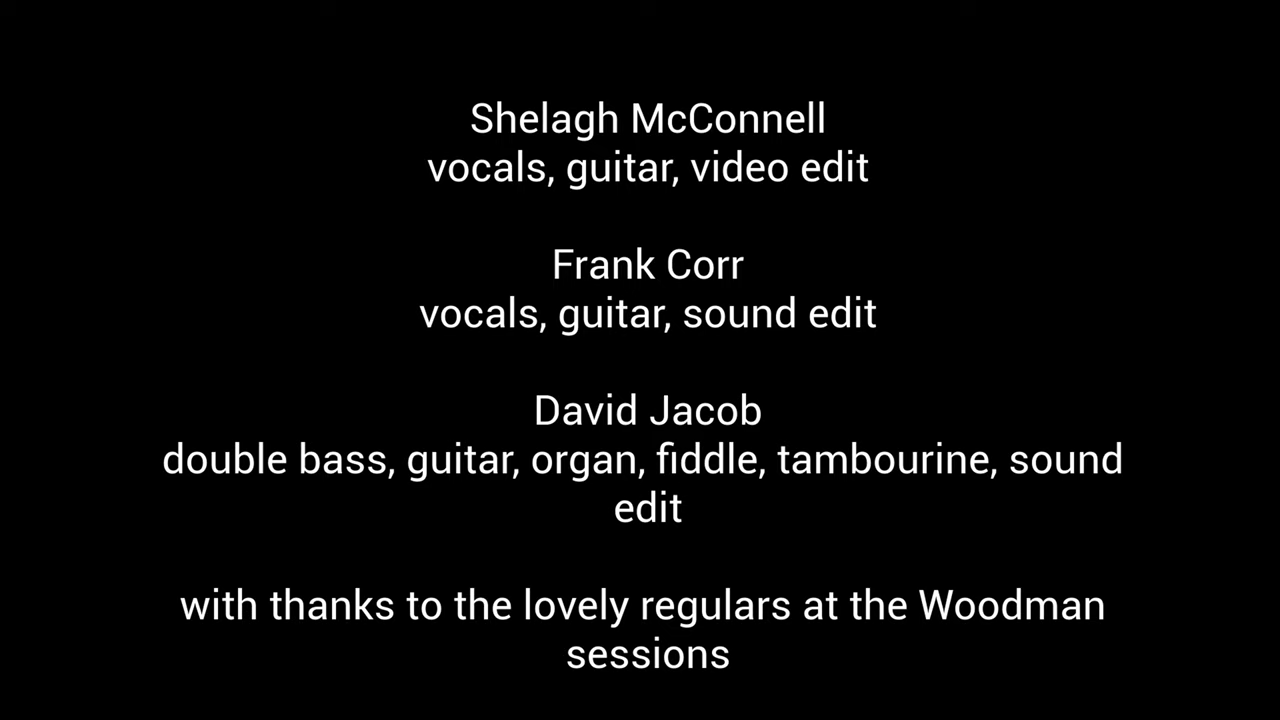 Shelagh McConnell
vocals, guitar, video edit
Frank Corr
vocals, guitar, sound edit
David Jacob
double bass, guitar, organ, fiddle, tambourine, sound
edit
with thanks to the lovely regulars at the Woodman
sessions